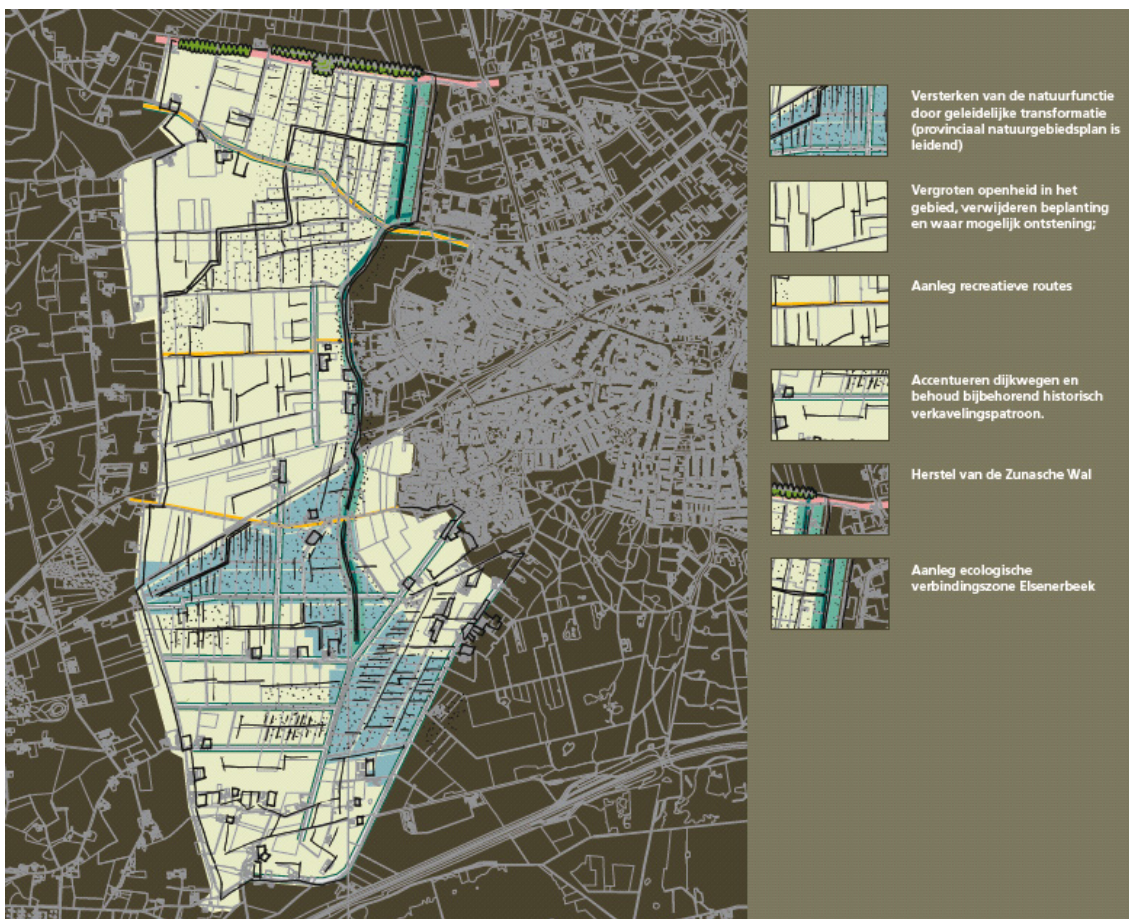 Versterken van de natuurfunctie
door geleidelijke transformatie
(provinciaal natuurgebiedsplan is
leidend)
Vergroten openheid in het
gebied, verwijderen beplanting
en waar mogelijk ontstening;
Aanleg recreatieve routes
Accentueren dijkwegen en
behoud bijbehorend historisch
verkavelingspatroon.
Herstel van de Zunasche Wal
Aanleg ecologische
verbindingszone Elsenerbeek